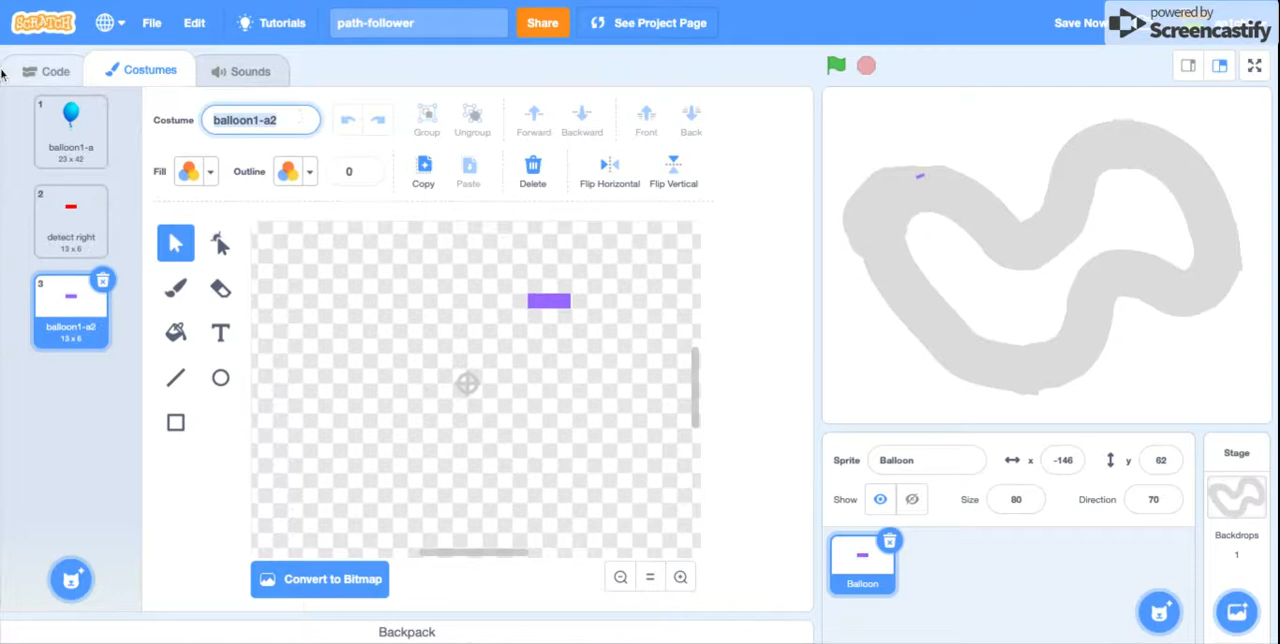 SCRATCH File Edit Tutorials path-follower Share See Project Page Save Now
powered by
Screencastify
Code Costumes Sounds
1
balloon1-a
23 x 42
2
detect right
13 x 6
3
balloon1-a2
13 x 6
Costume balloon1-a2
Group Ungroup Forward Backward Front Back
Fill Outline 0 Copy Paste Delete Flip Horizontal Flip Vertical
T
Convert to Bitmap
Backpack
Sprite Balloon x -146 y 62
Show Size 80 Direction 70
Balloon
Stage
Backdrops
1